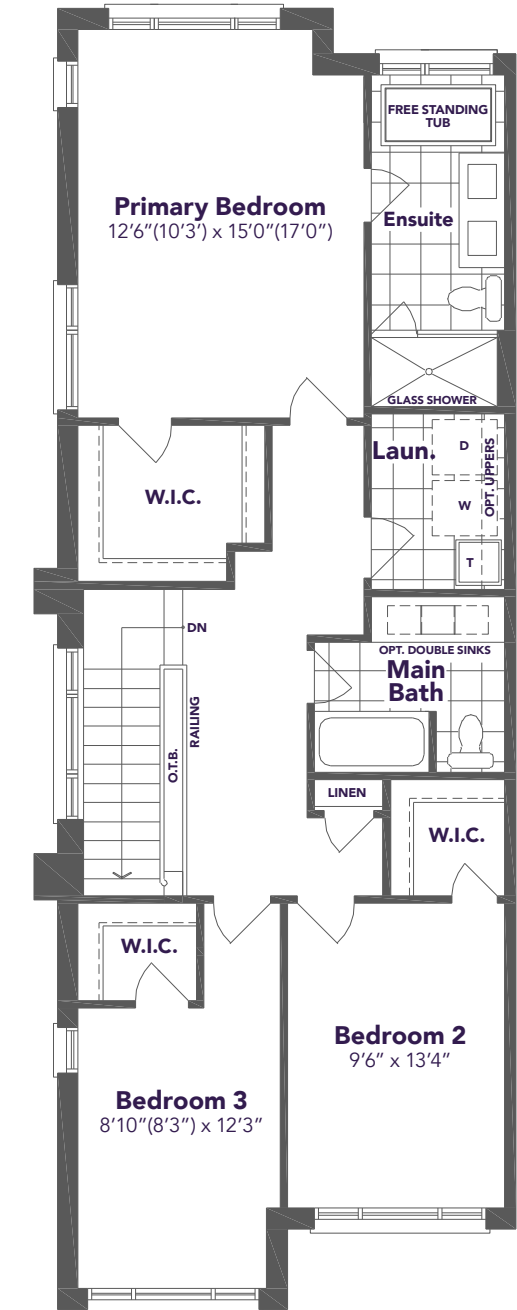 FREE STANDING
TUB
Primary Bedroom
12'6"(10'3') x 15'0"(17'0")
Ensuite
GLASS SHOWER
Laun.
D
OPT. UPPERS
W.I.C.
W
T
DN
OPT. DOUBLE SINKS
Main
Bath
RAILING
O.T.B.
LINEN
W.I.C.
W.I.C.
Bedroom 2
9'6" x 13'4"
Bedroom 3
8'10"(8'3") x 12'3"